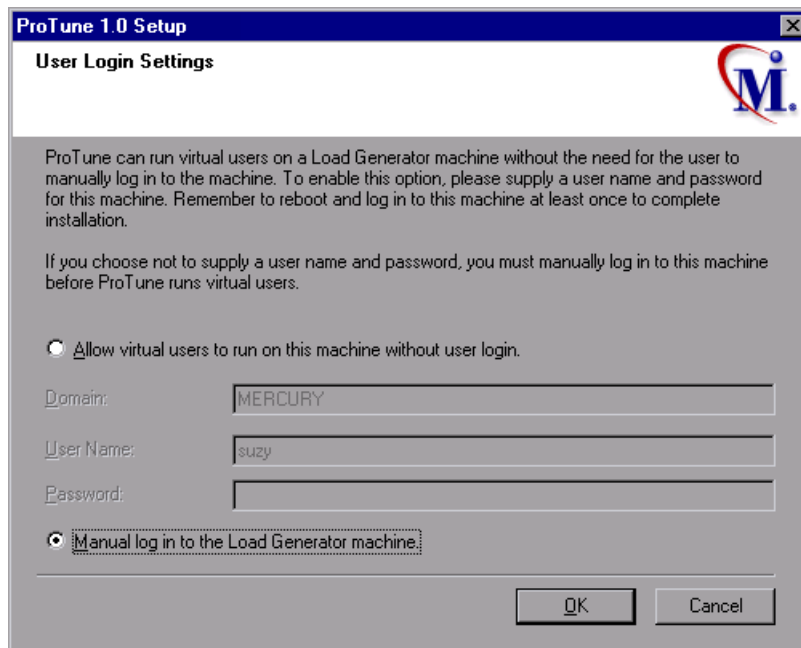 ProTune 1.0 Setup
User Login Settings
M.
ProTune can run virtual users on a Load Generator machine without the need for the user to
manually log in to the machine. To enable this option, please supply a user name and password
for this machine. Remember to reboot and log in to this machine at least once to complete
installation.
If you choose not to supply a user name and password, you must manually log in to this machine
before ProTune runs virtual users.
Allow virtual users to run on this machine without user login.
Domain: MERCURY
User Name: suzy
Password:
Manual log in to the Load Generator machine.
OK Cancel